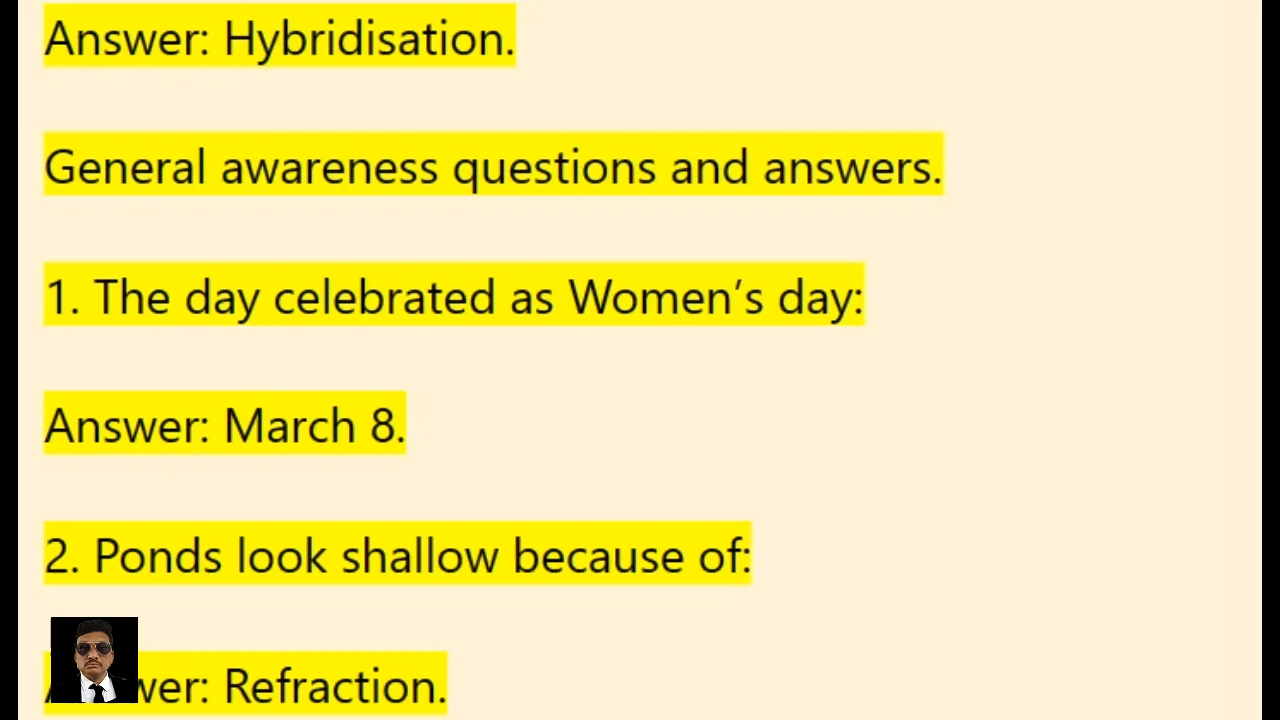 Answer: Hybridisation.
General awareness questions and answers.
1. The day celebrated as Women’s day:
Answer: March 8.
2. Ponds look shallow because of:
wer: Refraction.